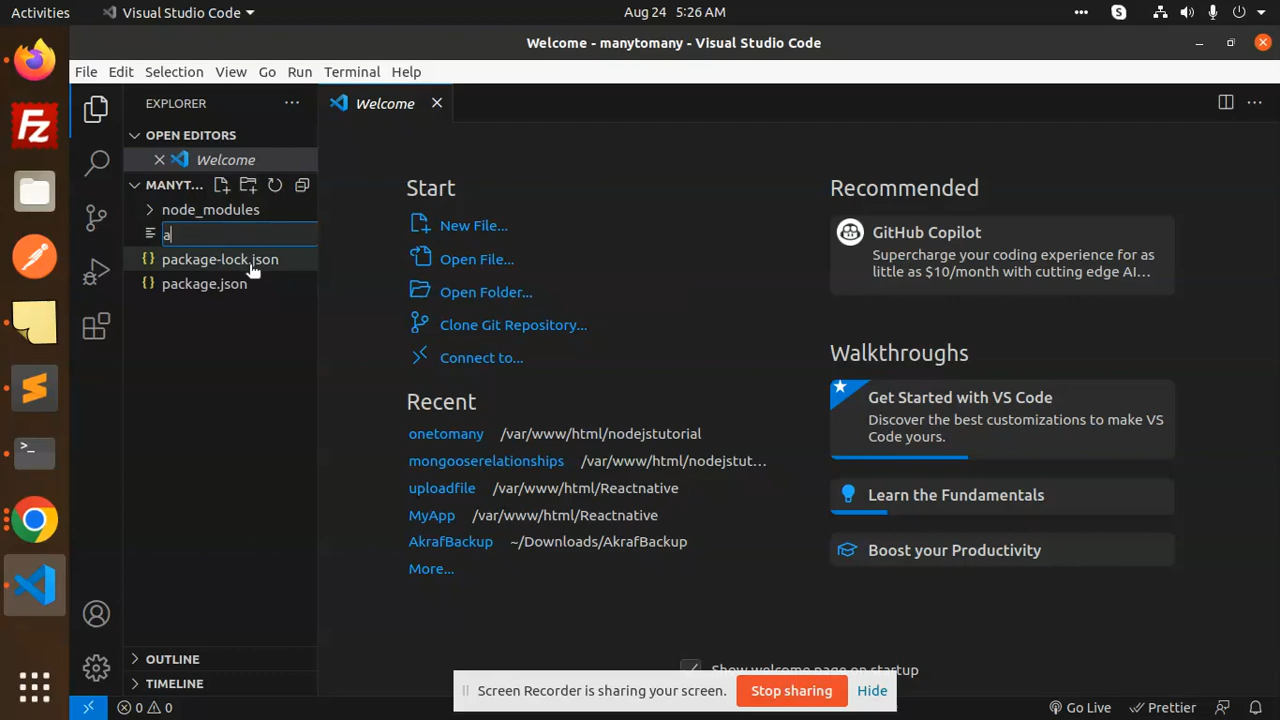 Activities
Visual Studio Code
Aug 24 5:26 AM
Welcome - manytomany - Visual Studio Code
File Edit Selection View Go Run Terminal Help
EXPLORER
OPEN EDITORS
Welcome
MANYT...
node_modules
a
package-lock.json
package.json
OUTLINE
TIMELINE
Welcome
Start
New File...
Open File...
Open Folder...
Clone Git Repository...
Connect to...
Recent
onetomany /var/www/html/nodejstutorial
mongooserelationships /var/www/html/nodejstut...
uploadfile /var/www/html/Reactnative
MyApp /var/www/html/Reactnative
AkrafBackup ~/Downloads/AkrafBackup
More...
Recommended
GitHub Copilot
Supercharge your coding experience for as
little as $10/month with cutting edge AI...
Walkthroughs
Get Started with VS Code
Discover the best customizations to make VS
Code yours.
Learn the Fundamentals
Boost your Productivity
Show welcome page on startup
Screen Recorder is sharing your screen. Stop sharing Hide
0 0
Go Live Prettier